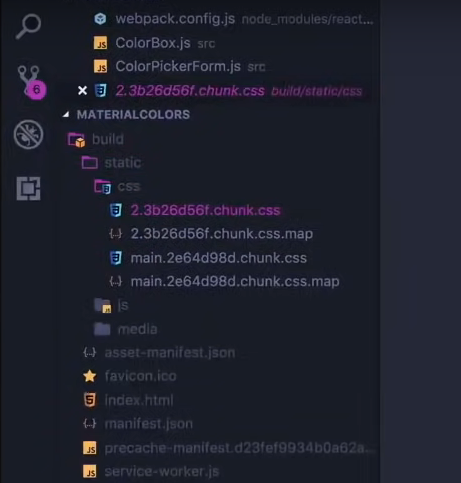 webpack.config.js node_modules/react...
ColorBox.js src
ColorPickerForm.js src
2.3b26d56f.chunk.css build/static/css
6
MATERIALCOLORS
build
static
css
2.3b26d56f.chunk.css
{..} 2.3b26d56f.chunk.css.map
main.2e64d98d.chunk.css
{..} main.2e64d98d.chunk.css.map
JS js
media
{..} asset-manifest.json
favicon.ico
index.html
{..} manifest.json
JS precache-manifest.d23fef9934b0a62a...
JS service-worker.js